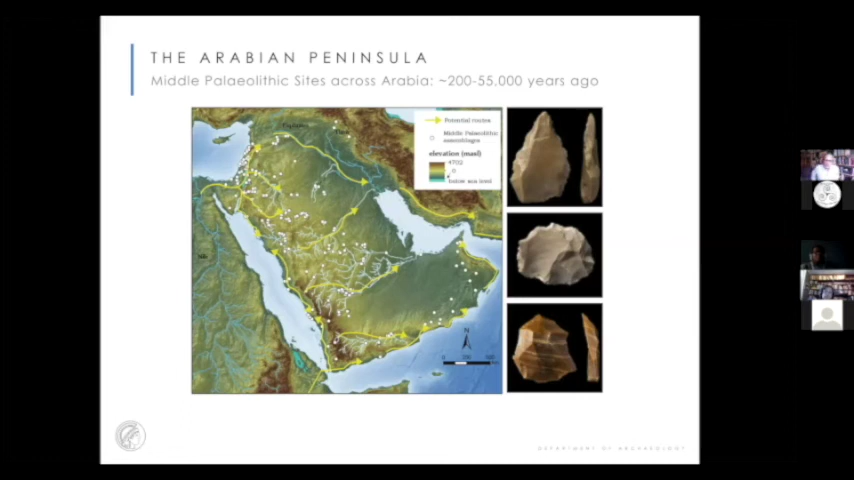 THE ARABIAN PENINSULA
Middle Palaeolithic Sites across Arabia: ~200-55,000 years ago
Potential routes
Middle Palaeolithic
assemblages
elevation (masl)
0
below sea level
N
0
DEPARTMENT OF ARCHAEOLOGY